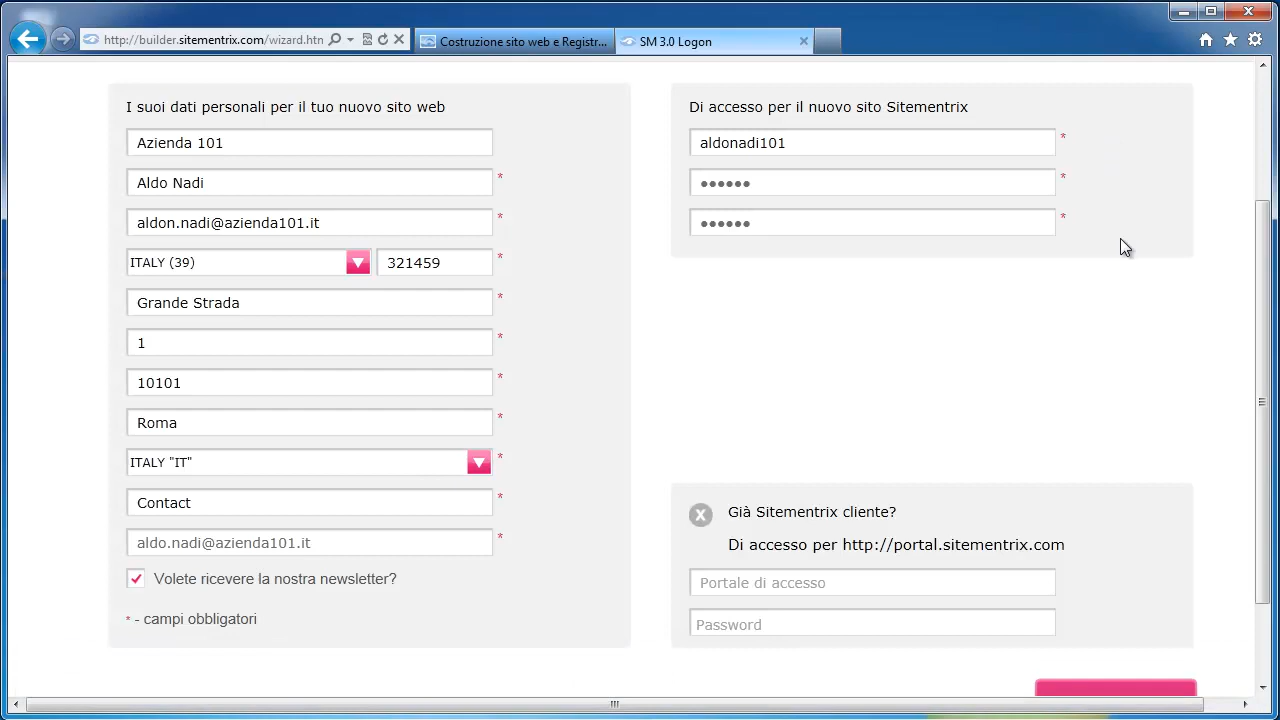 http://builder.sitementrix.com/wizard.htn
Costruzione sito web e Registr...
SM 3.0 Logon
I suoi dati personali per il tuo nuovo sito web
Azienda 101
Aldo Nadi *
aldon.nadi@azienda101.it *
ITALY (39) 321459 *
Grande Strada *
1 *
10101 *
Roma *
ITALY "IT" *
Contact *
aldo.nadi@azienda101.it *
Volete ricevere la nostra newsletter?
* - campi obbligatori
Di accesso per il nuovo sito Sitementrix
aldonadi101 *
●●●●●● *
●●●●●● *
X Già Sitementrix cliente?
Di accesso per http://portal.sitementrix.com
Portale di accesso
Password